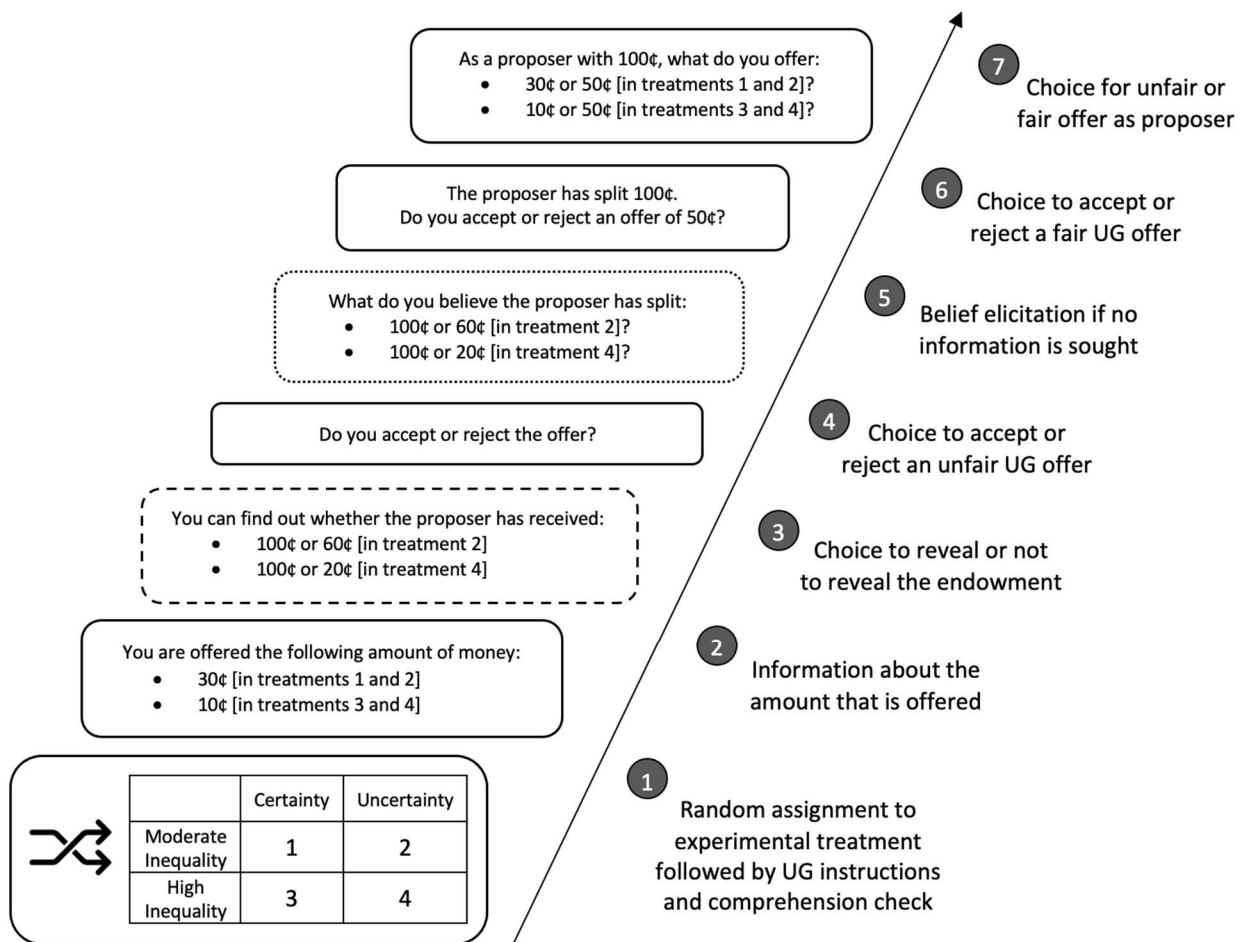 As a proposer with 100¢, what do you offer:
• 30¢ or 50¢ [in treatments 1 and 2]?
• 10¢ or 50¢ [in treatments 3 and 4]?
7
Choice for unfair or
fair offer as proposer
The proposer has split 100¢.
Do you accept or reject an offer of 50¢?
6
Choice to accept or
reject a fair UG offer
What do you believe the proposer has split:
• 100¢ or 60¢ [in treatment 2]?
• 100¢ or 20¢ [in treatment 4]?
5
Belief elicitation if no
information is sought
Do you accept or reject the offer?
4
Choice to accept or
reject an unfair UG offer
You can find out whether the proposer has received:
• 100¢ or 60¢ [in treatment 2]
• 100¢ or 20¢ [in treatment 4]
3
Choice to reveal or not
to reveal the endowment
You are offered the following amount of money:
• 30¢ [in treatments 1 and 2]
• 10¢ [in treatments 3 and 4]
2
Information about the
amount that is offered
Certainty Uncertainty
Moderate
Inequality
1 2
High
Inequality
3 4
1
Random assignment to
experimental treatment
followed by UG instructions
and comprehension check